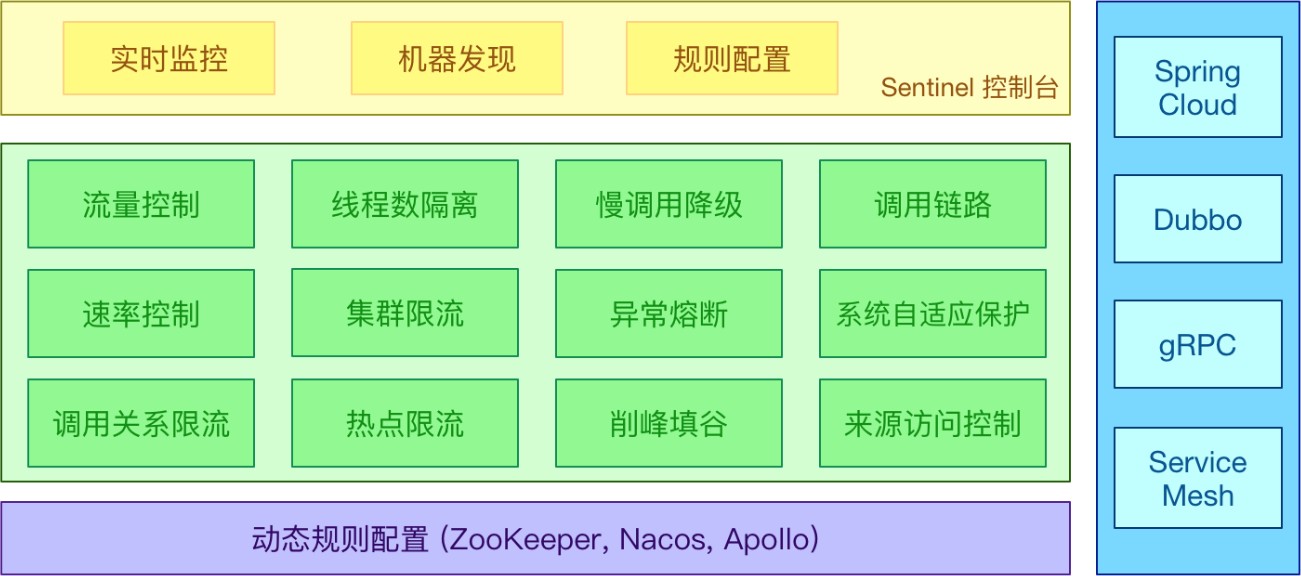 实时监控
机器发现
规则配置
Sentinel 控制台
流量控制
线程数隔离
慢调用降级
调用链路
速率控制
集群限流
异常熔断
系统自适应保护
调用关系限流
热点限流
削峰填谷
来源访问控制
动态规则配置 (ZooKeeper, Nacos, Apollo)
Spring
Cloud
Dubbo
gRPC
Service
Mesh